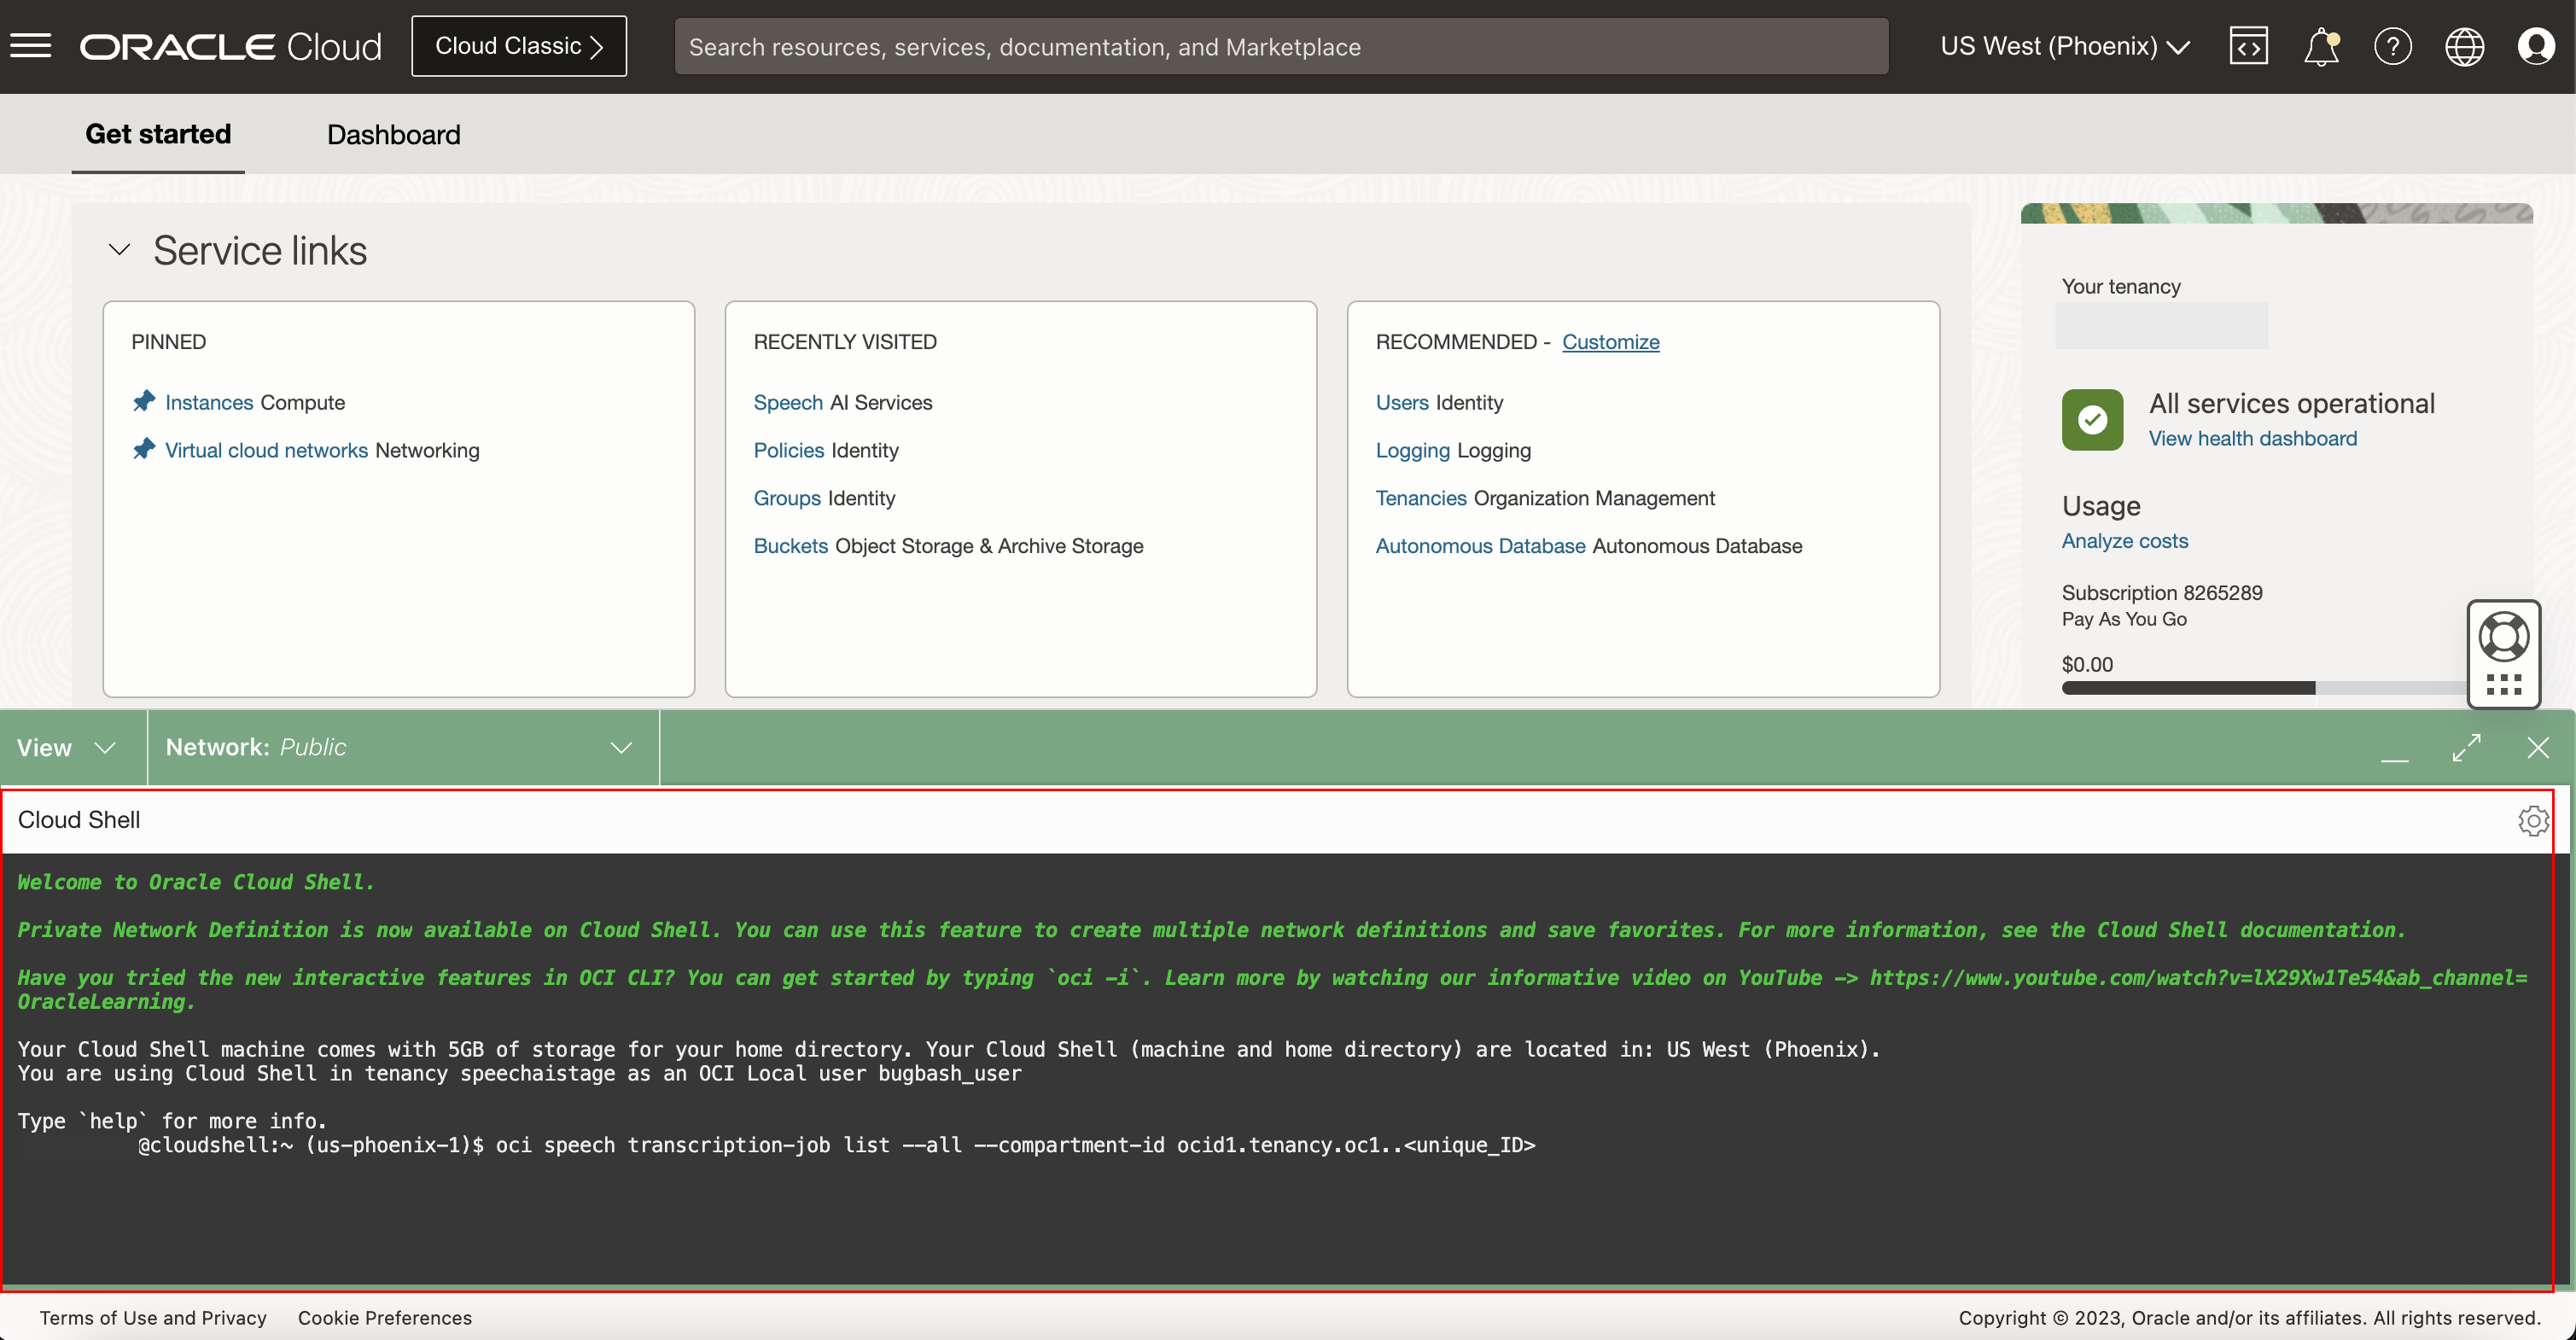 ORACLE Cloud
Cloud Classic
Search resources, services, documentation, and Marketplace
US West (Phoenix)
Get started
Dashboard
Service links
PINNED
Instances Compute
Virtual cloud networks Networking
RECENTLY VISITED
Speech AI Services
Policies Identity
Groups Identity
Buckets Object Storage & Archive Storage
RECOMMENDED - Customize
Users Identity
Logging Logging
Tenancies Organization Management
Autonomous Database Autonomous Database
Your tenancy
All services operational
View health dashboard
Usage
Analyze costs
Subscription 8265289
Pay As You Go
$0.00
View
Network: Public
Cloud Shell
Welcome to Oracle Cloud Shell.
Private Network Definition is now available on Cloud Shell. You can use this feature to create multiple network definitions and save favorites. For more information, see the Cloud Shell documentation.
Have you tried the new interactive features in OCI CLI? You can get started by typing `oci -i`. Learn more by watching our informative video on YouTube -> https://www.youtube.com/watch?v=lX29Xw1Te54&ab_channel=
OracleLearning.
Your Cloud Shell machine comes with 5GB of storage for your home directory. Your Cloud Shell (machine and home directory) are located in: US West (Phoenix).
You are using Cloud Shell in tenancy speechaistage as an OCI Local user bugbash_user
Type `help` for more info.
@cloudshell:~ (us-phoenix-1)$ oci speech transcription-job list --all --compartment-id ocid1.tenancy.oc1..<unique_ID>
Terms of Use and Privacy
Cookie Preferences
Copyright © 2023, Oracle and/or its affiliates. All rights reserved.